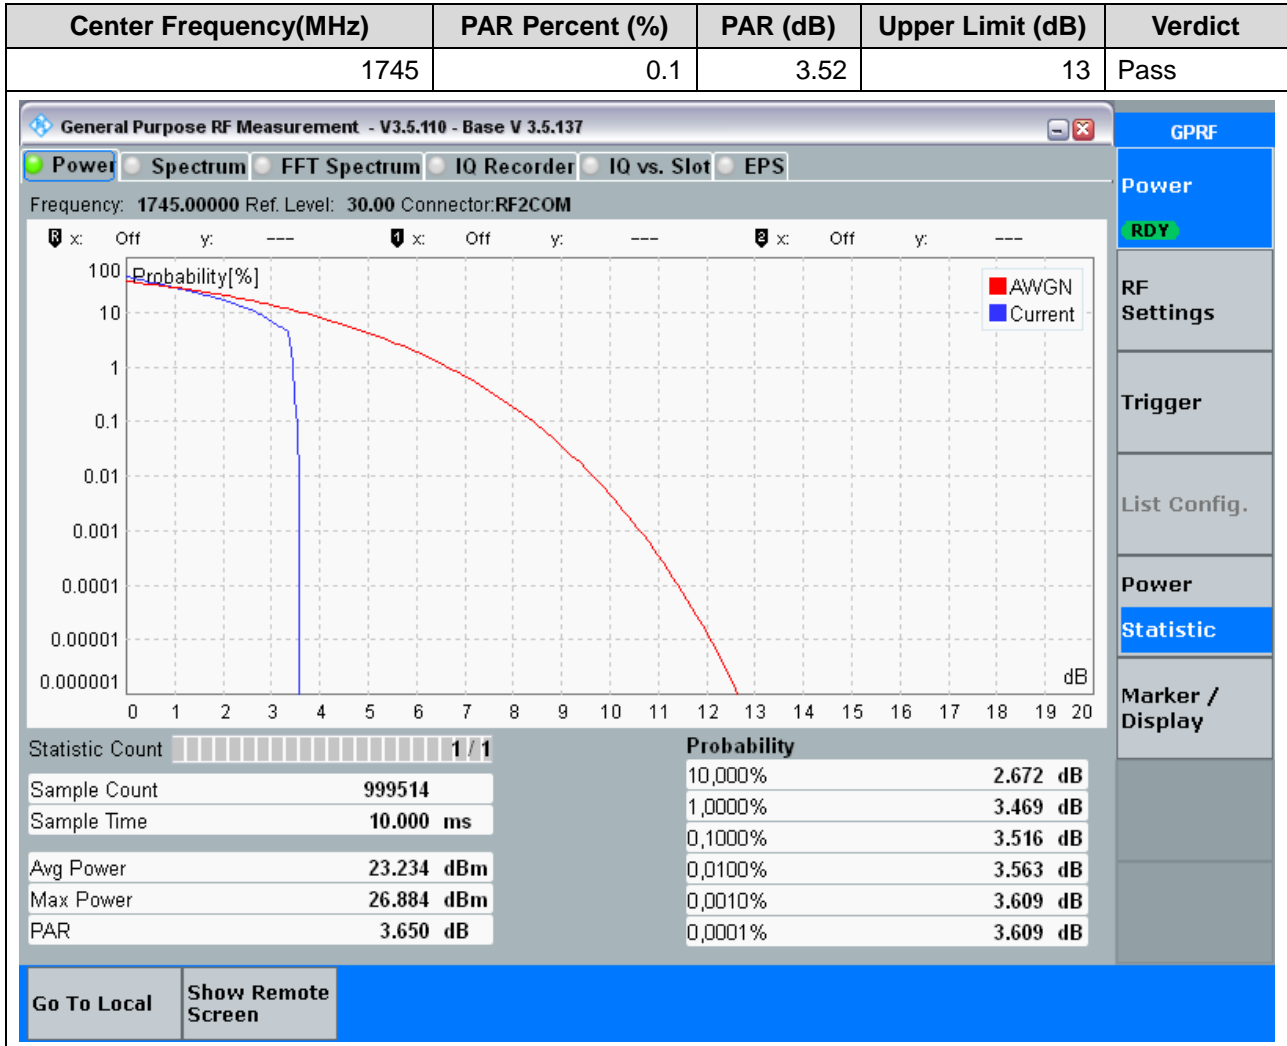 Center Frequency(MHz) PAR Percent (%) PAR (dB) Upper Limit (dB) Verdict
1745 0.1 3.52 13 Pass
General Purpose RF Measurement - V3.5.110 - Base V 3.5.137
GPRF
Power Spectrum FFT Spectrum IQ Recorder IQ vs. Slot EPS
Frequency: 1745.00000 Ref. Level: 30.00 Connector:RF2COM
R x: Off y: --- 1 x: Off y: --- 2 x: Off y: ---
Probability[%]
AWGN
Current
100
10
1
0.1
0.01
0.001
0.0001
0.00001
0.000001
dB
0 1 2 3 4 5 6 7 8 9 10 11 12 13 14 15 16 17 18 19 20
Statistic Count 1 / 1
Sample Count 999514
Sample Time 10.000 ms
Avg Power 23.234 dBm
Max Power 26.884 dBm
PAR 3.650 dB
Probability
10,000% 2.672 dB
1,0000% 3.469 dB
0,1000% 3.516 dB
0,0100% 3.563 dB
0,0010% 3.609 dB
0,0001% 3.609 dB
Power
RDY
RF
Settings
Trigger
List Config.
Power
Statistic
Marker /
Display
Go To Local
Show Remote
Screen